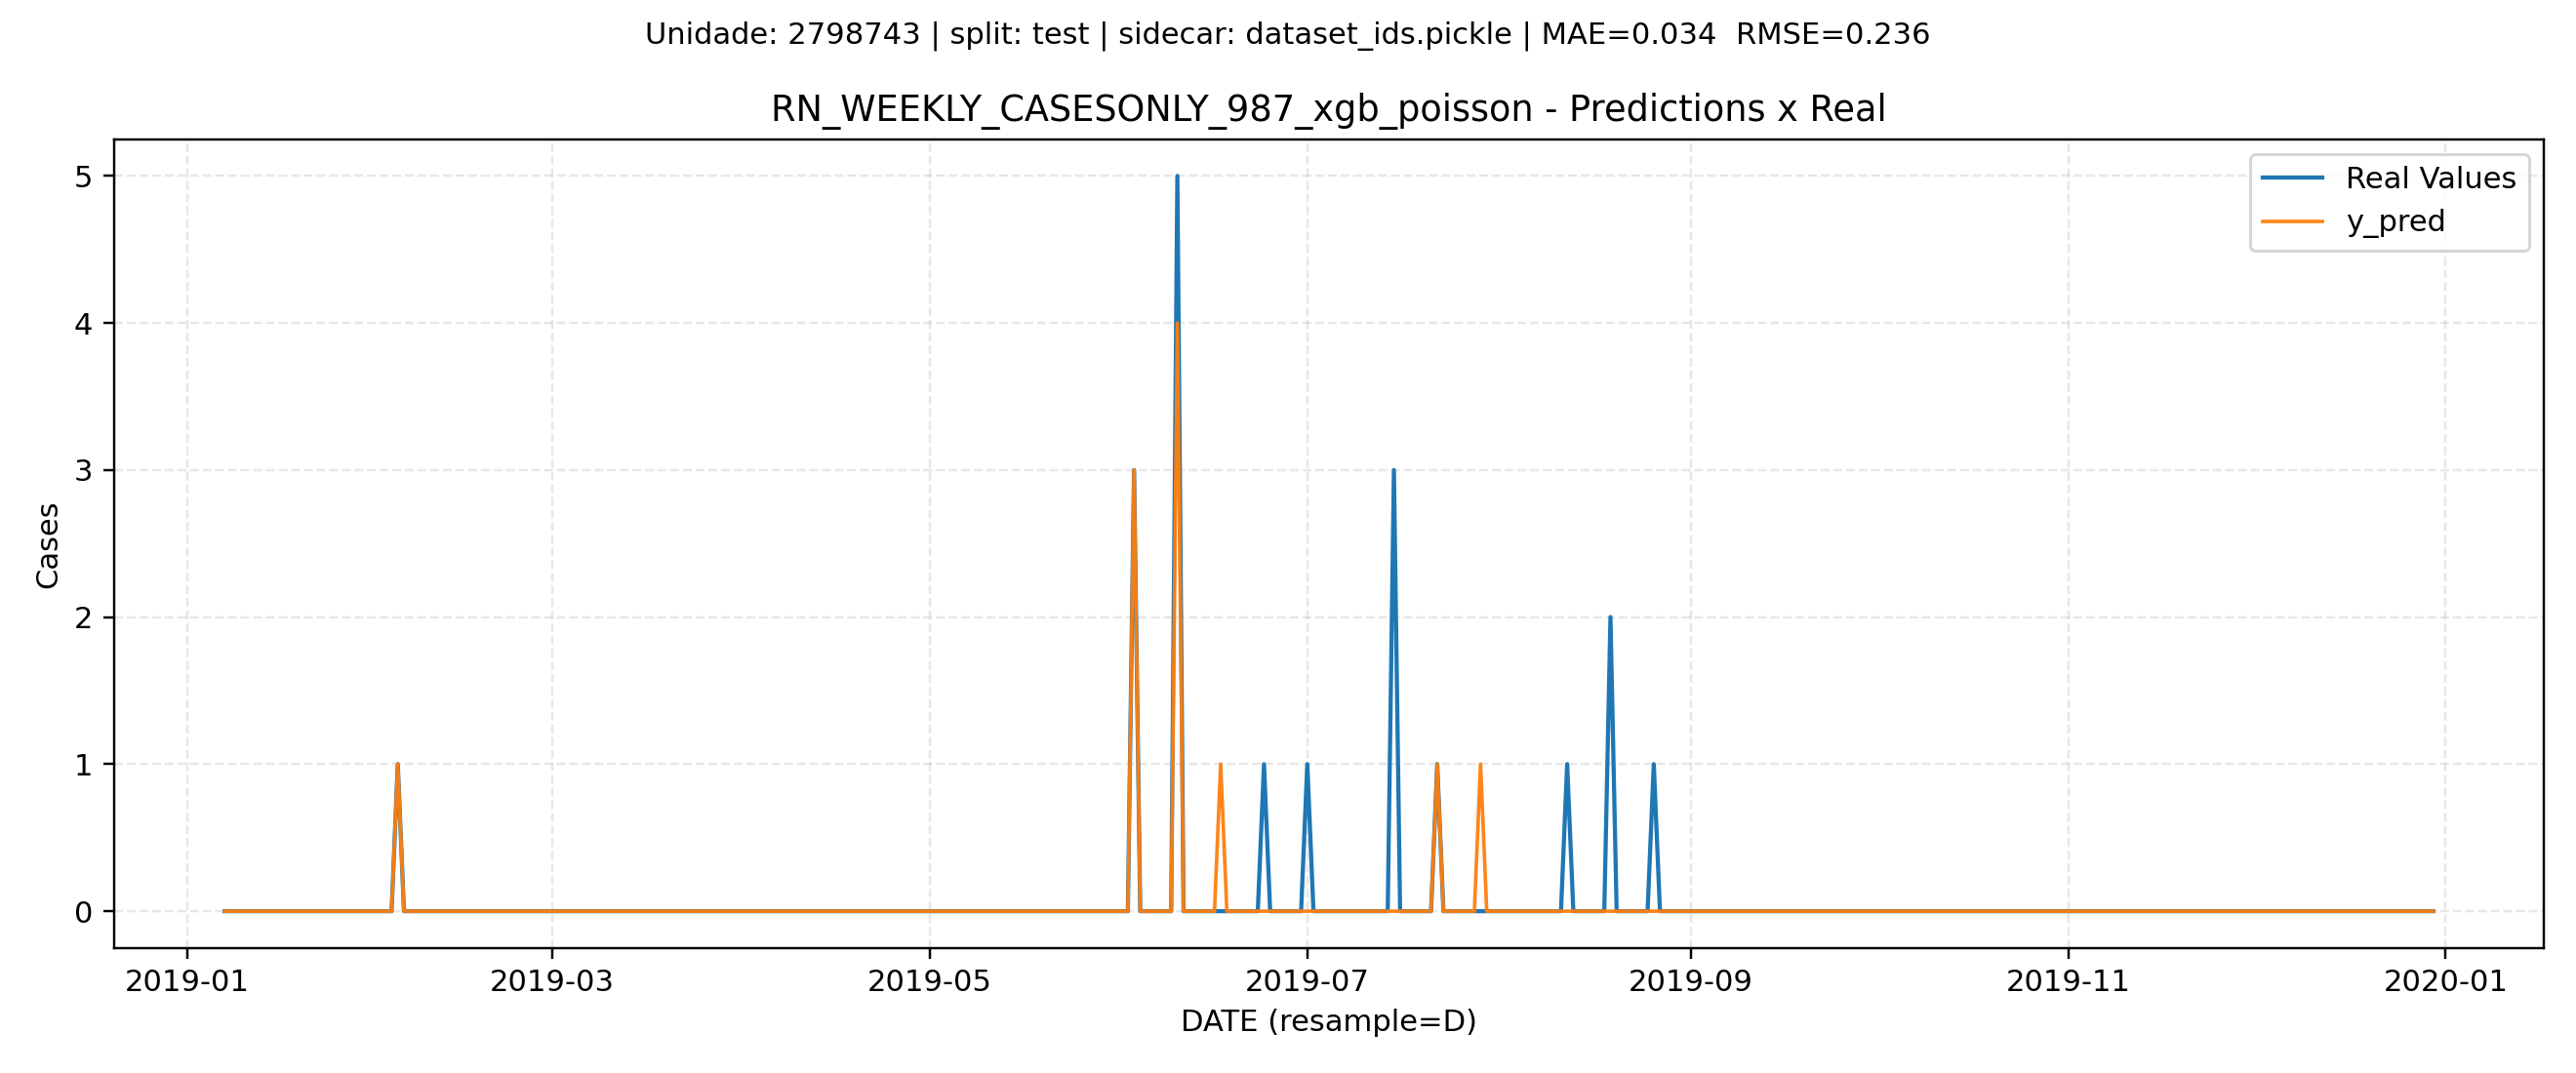 Unidade: 2798743 | split: test | sidecar: dataset_ids.pickle | MAE=0.034  RMSE=0.236
RN_WEEKLY_CASESONLY_987_xgb_poisson - Predictions x Real
Real Values
y_pred
5
4
3
2
1
0
Cases
2019-01
2019-03
2019-05
2019-07
2019-09
2019-11
2020-01
DATE (resample=D)